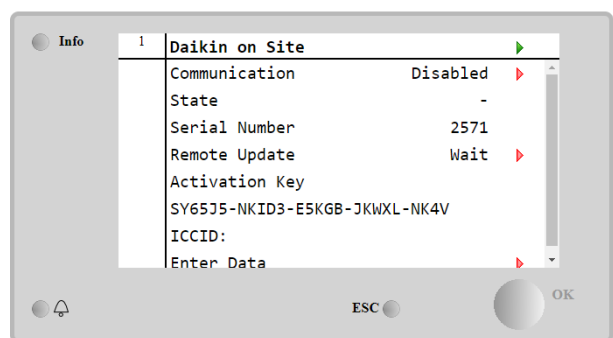 Info
1 Daikin on Site
Communication Disabled
State -
Serial Number 2571
Remote Update Wait
Activation Key
SY65J5-NKID3-E5KGB-JKWXL-NK4V
ICCID:
Enter Data
ESC
OK